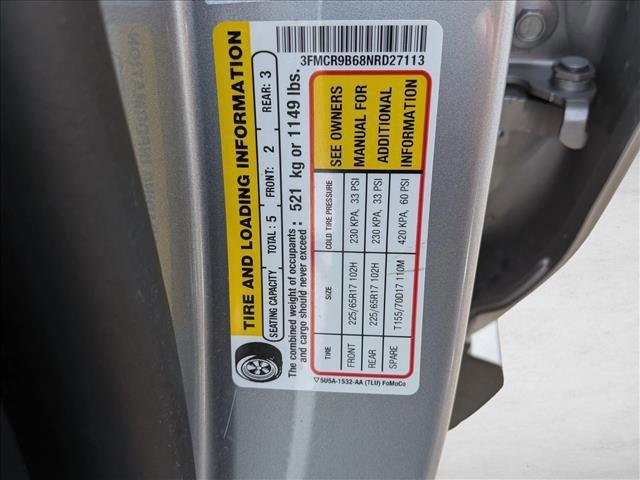 TIRE AND LOADING INFORMATION
SEATING CAPACITY TOTAL: 5 FRONT: 2 REAR: 3
The combined weight of occupants and cargo should never exceed : 521 kg or 1149 lbs.
TIRE SIZE COLD TIRE PRESSURE
FRONT 225/65R17 102H 230 KPA, 33 PSI
REAR 225/65R17 102H 230 KPA, 33 PSI
SPARE T155/70D17 110M 420 KPA, 60 PSI
SEE OWNERS
MANUAL FOR
ADDITIONAL
INFORMATION
5U5A-1532-AA (TLU) FoMoCo
3FMCR9B68NRD27113